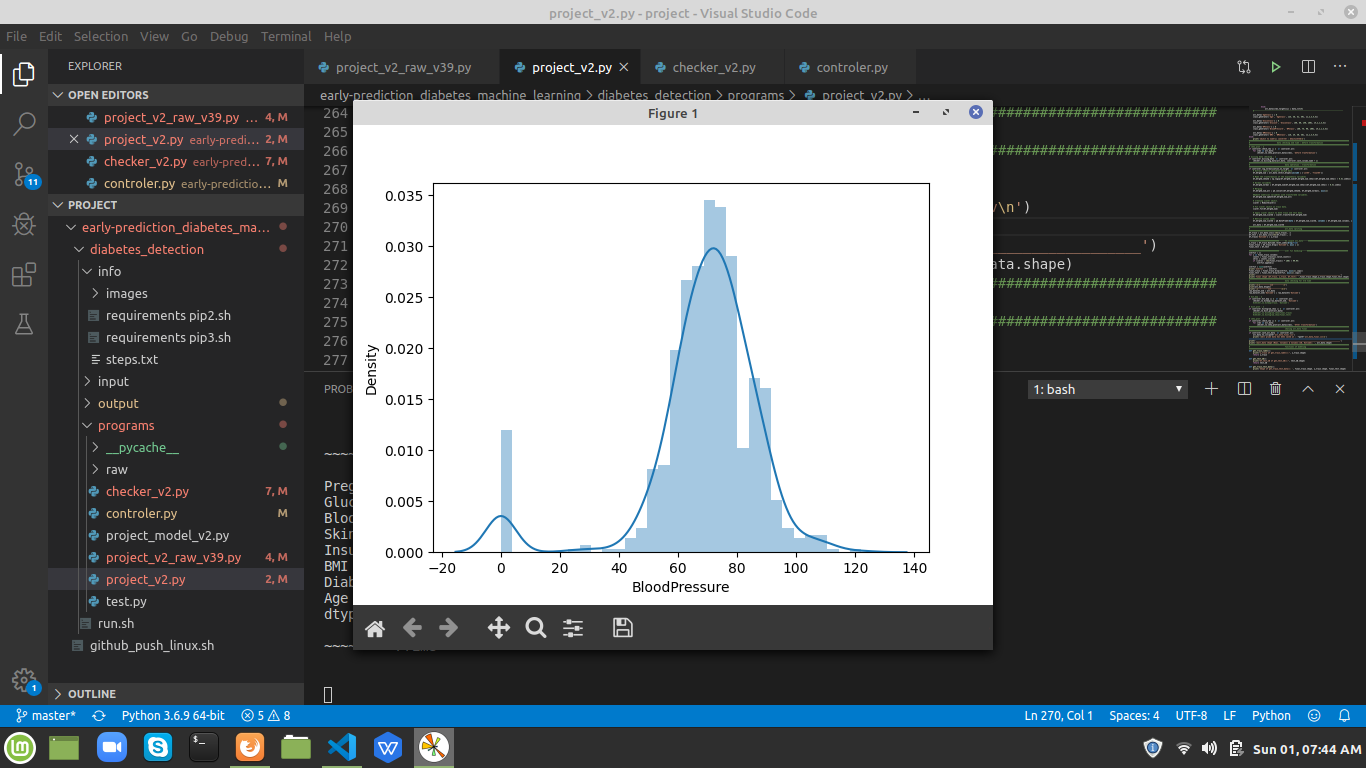 project_v2.py - project - Visual Studio Code
File Edit Selection View Go Debug Terminal Help
EXPLORER
OPEN EDITORS
project_v2_raw_v39.py ... 4, M
project_v2.py early-predi... 2, M
checker_v2.py early-pred... 7, M
controler.py early-predictio... M
PROJECT
early-prediction_diabetes_ma...
diabetes_detection
info
images
requirements pip2.sh
requirements pip3.sh
steps.txt
input
output
programs
__pycache__
raw
checker_v2.py 7, M
controler.py M
project_model_v2.py
project_v2_raw_v39.py 4, M
project_v2.py 2, M
test.py
run.sh
github_push_linux.sh
OUTLINE
11
1
project_v2_raw_v39.py project_v2.py checker_v2.py controler.py
early-prediction_diabetes_machine_learning > diabetes_detection > programs > project_v2.py > ...
264
265
266
267
268
269 y\n')
270
271 ')
272 ata.shape)
273
274
275
276
277
Figure 1
0.035
0.030
0.025
0.020
0.015
0.010
0.005
0.000
Density
−20 0 20 40 60 80 100 120 140
BloodPressure
PROB
1: bash
~~~~
Preg
Gluc
Bloo
Skin
Insu
BMI
Diab
Age
dtyp
~~~~
master* Python 3.6.9 64-bit 5 8 Ln 270, Col 1 Spaces: 4 UTF-8 LF Python
Sun 01, 07:44 AM